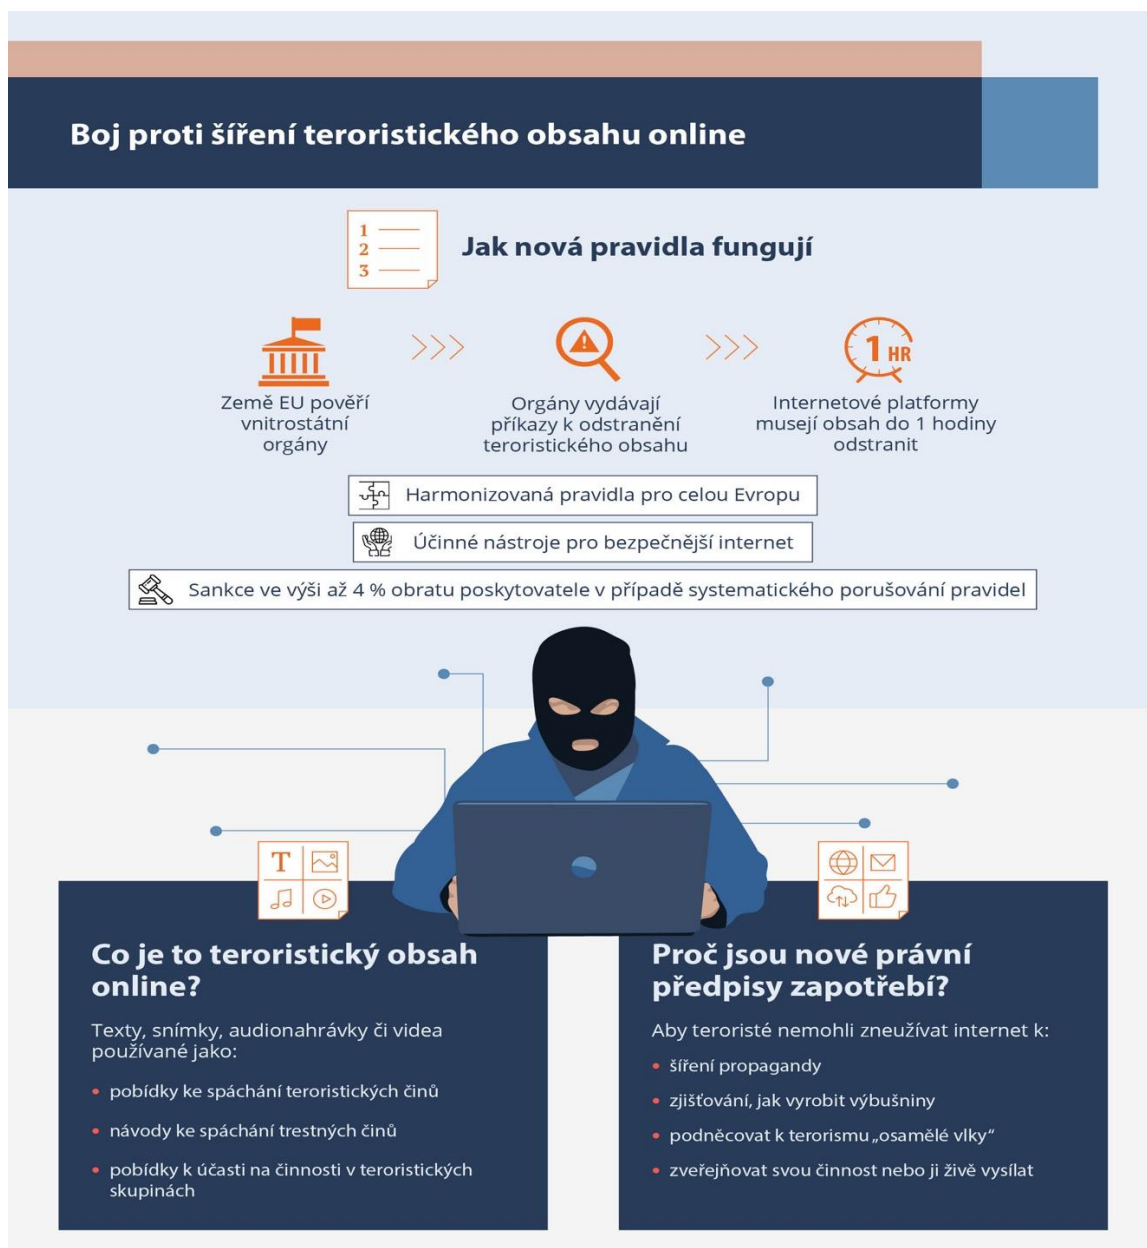 Boj proti šíření teroristického obsahu online
1
2
3
Jak nová pravidla fungují
1 HR
Země EU pověří
vnitrostátní
orgány
Orgány vydávají
příkazy k odstranění
teroristického obsahu
Internetové platformy
musejí obsah do 1 hodiny
odstranit
Harmonizovaná pravidla pro celou Evropu
Účinné nástroje pro bezpečnější internet
Sankce ve výši až 4 % obratu poskytovatele v případě systematického porušování pravidel
T
Co je to teroristický obsah
online?
Texty, snímky, audionahrávky či videa
používané jako:
• pobídky ke spáchání teroristických činů
• návody ke spáchání trestných činů
• pobídky k účasti na činnosti v teroristických
skupinách
Proč jsou nové právní
předpisy zapotřebí?
Aby teroristé nemohli zneužívat internet k:
• šíření propagandy
• zjišťování, jak vyrobit výbušniny
• podněcovat k terorismu „osamělé vlky“
• zveřejňovat svou činnost nebo ji živě vysílat